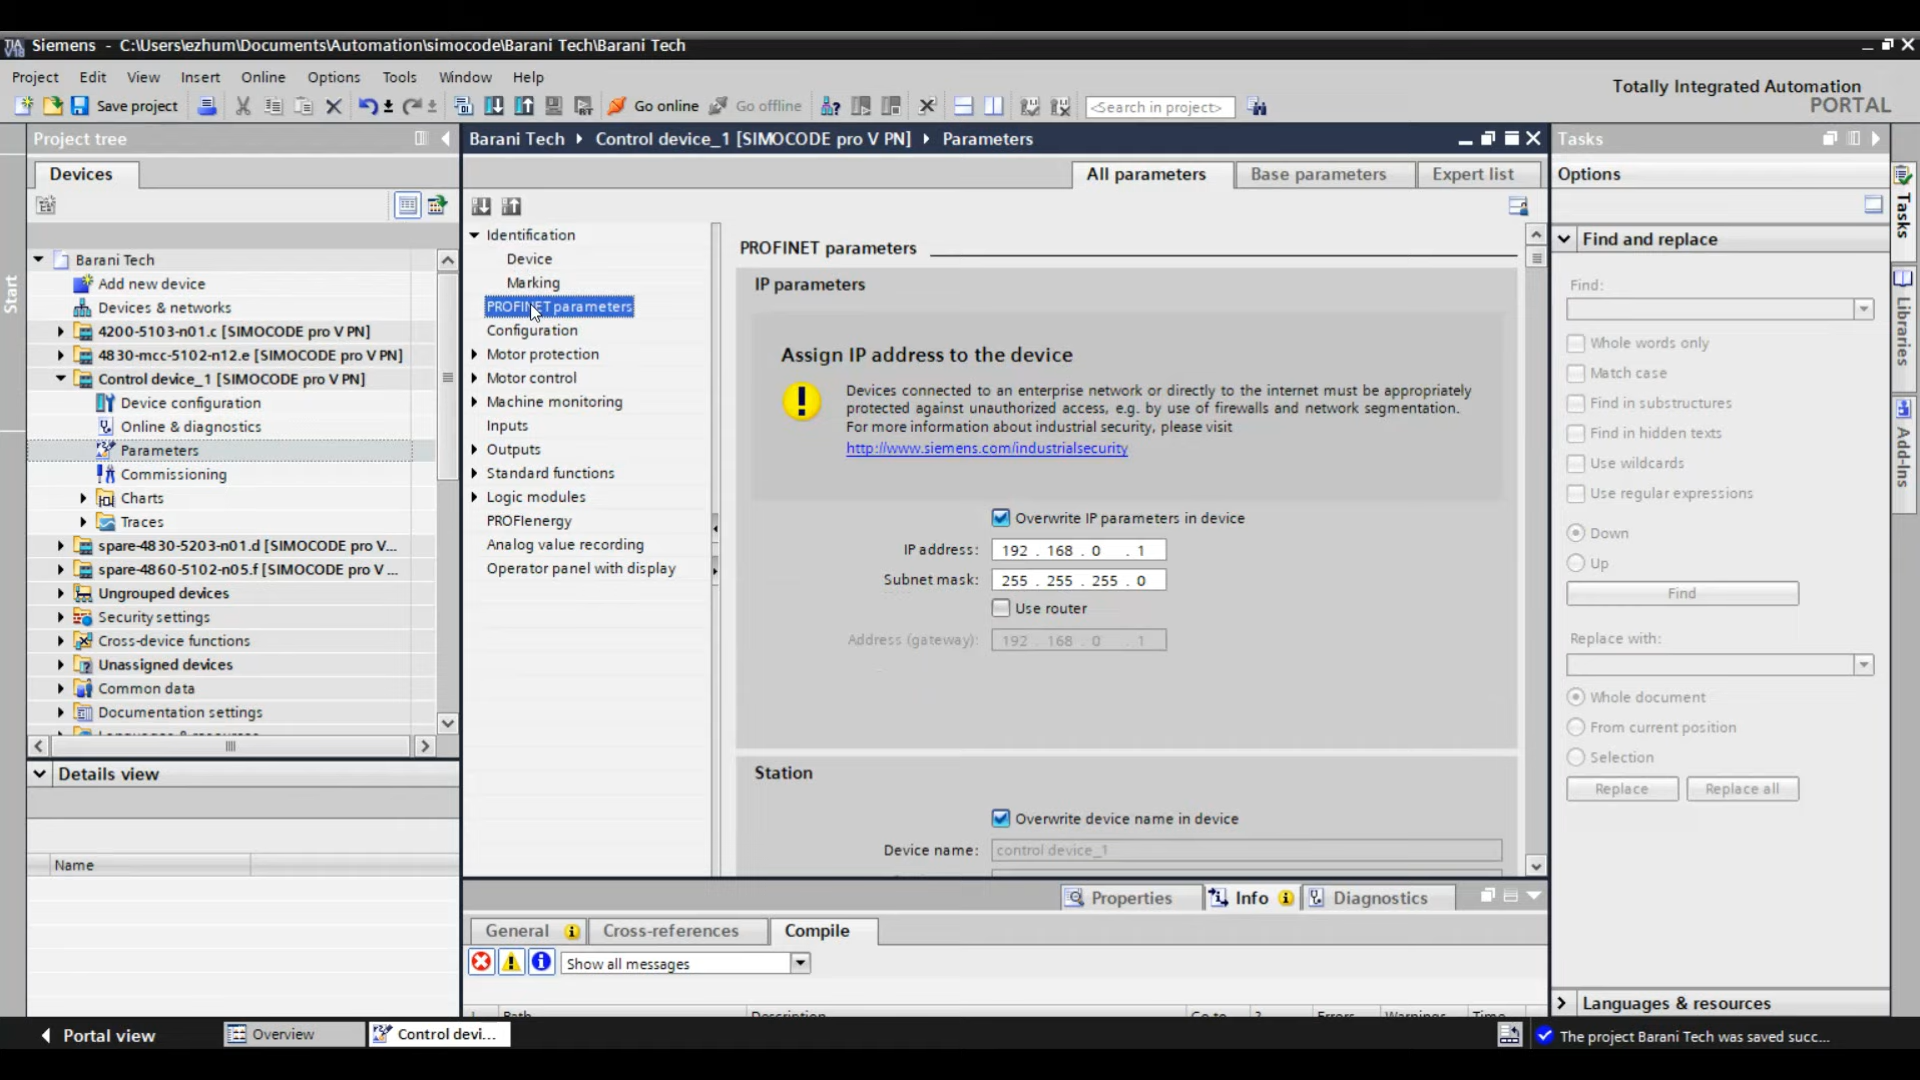 Siemens - C:\Users\ezhum\Documents\Automation\simocode\Barani Tech\Barani Tech
Project Edit View Insert Online Options Tools Window Help
Totally Integrated Automation
PORTAL
Save project
Go online
Go offline
<Search in project>
Project tree
Barani Tech Control device_1 [SIMOCODE pro V PN] Parameters
Tasks
Devices
All parameters
Base parameters
Expert list
Options
Start
Barani Tech
Add new device
Devices & networks
4200-5103-n01.c [SIMOCODE pro V PN]
4830-mcc-5102-n12.e [SIMOCODE pro V PN]
Control device_1 [SIMOCODE pro V PN]
Device configuration
Online & diagnostics
Parameters
Commissioning
Charts
Traces
spare-4830-5203-n01.d [SIMOCODE pro V...
spare-4860-5102-n05.f [SIMOCODE pro V ...
Ungrouped devices
Security settings
Cross-device functions
Unassigned devices
Common data
Documentation settings
Details view
Name
Identification
Device
Marking
PROFINET parameters
Configuration
Motor protection
Motor control
Machine monitoring
Inputs
Outputs
Standard functions
Logic modules
PROFIenergy
Analog value recording
Operator panel with display
PROFINET parameters
IP parameters
Assign IP address to the device
Devices connected to an enterprise network or directly to the internet must be appropriately
protected against unauthorized access, e.g. by use of firewalls and network segmentation.
For more information about industrial security, please visit
http://www.siemens.com/industrialsecurity
Overwrite IP parameters in device
IP address: 192 . 168 . 0 . 1
Subnet mask: 255 . 255 . 255 . 0
Use router
Address (gateway): 192 . 168 . 0 . 1
Station
Overwrite device name in device
Device name: control device_1
Properties
Info
Diagnostics
General
Cross-references
Compile
Show all messages
Path Description Go to ? Errors Warnings Time
Find and replace
Find:
Whole words only
Match case
Find in substructures
Find in hidden texts
Use wildcards
Use regular expressions
Down
Up
Find
Replace with:
Whole document
From current position
Selection
Replace
Replace all
Languages & resources
Tasks
Libraries
Add-Ins
Portal view
Overview
Control devi...
The project Barani Tech was saved succ...